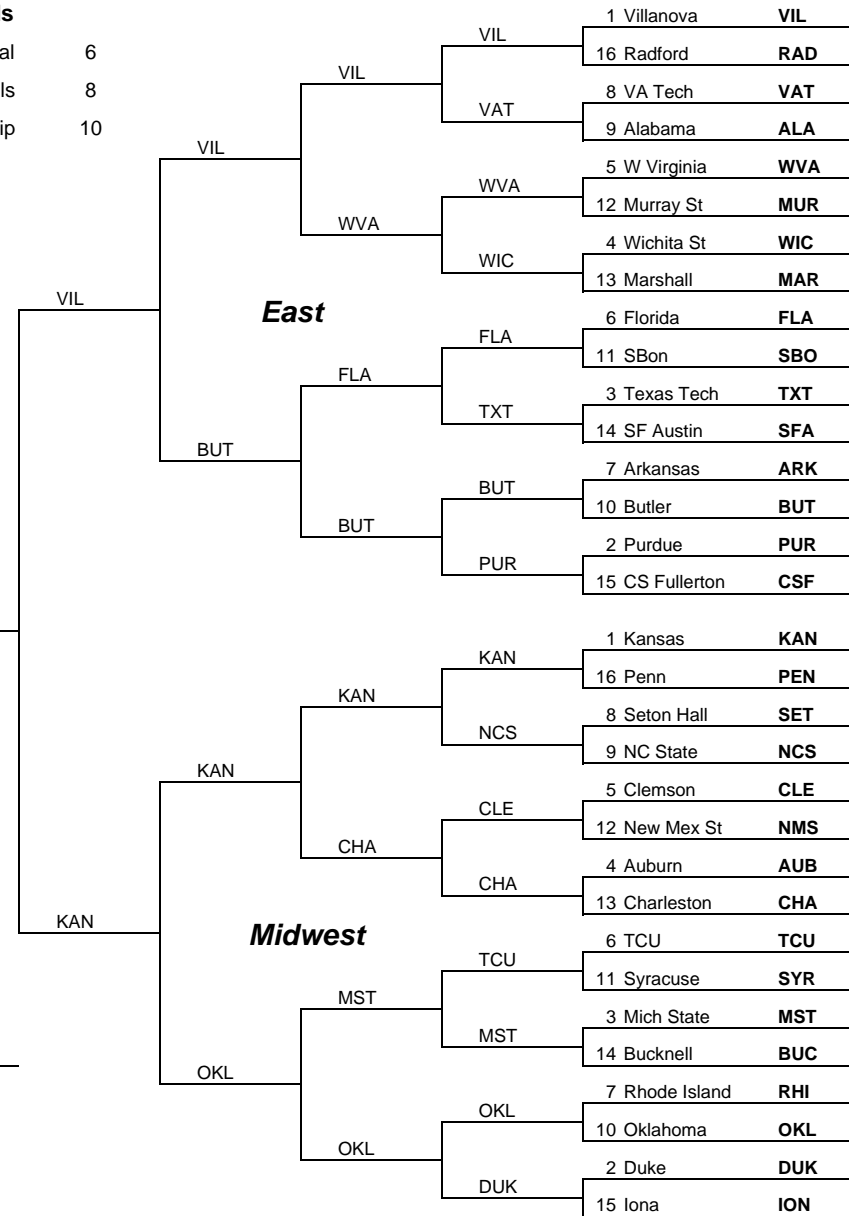 1 Villanova VIL
VIL
16 Radford RAD
6
VIL
8 VA Tech VAT
8
VAT
9 Alabama ALA
10
VIL
5 W Virginia WVA
WVA
12 Murray St MUR
WVA
4 Wichita St WIC
WIC
13 Marshall MAR
VIL
East
6 Florida FLA
FLA
11 SBon SBO
FLA
3 Texas Tech TXT
TXT
14 SF Austin SFA
BUT
7 Arkansas ARK
BUT
10 Butler BUT
BUT
2 Purdue PUR
PUR
15 CS Fullerton CSF
1 Kansas KAN
KAN
16 Penn PEN
KAN
8 Seton Hall SET
NCS
9 NC State NCS
KAN
5 Clemson CLE
CLE
12 New Mex St NMS
CHA
4 Auburn AUB
CHA
13 Charleston CHA
KAN
Midwest
6 TCU TCU
TCU
11 Syracuse SYR
MST
3 Mich State MST
MST
14 Bucknell BUC
OKL
7 Rhode Island RHI
OKL
10 Oklahoma OKL
OKL
2 Duke DUK
DUK
15 Iona ION